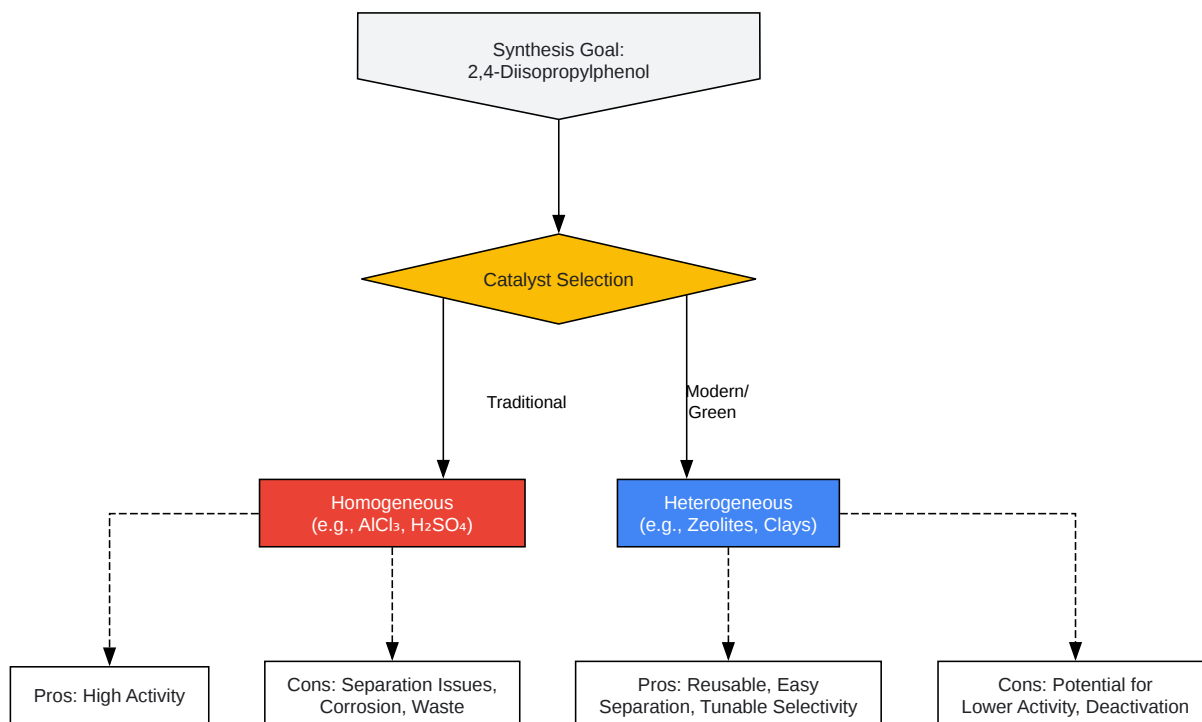 Synthesis Goal:
2,4-Diisopropylphenol
Catalyst Selection
Traditional
Modern/
Green
Homogeneous
(e.g., AlCl₃, H₂SO₄)
Heterogeneous
(e.g., Zeolites, Clays)
Pros: High Activity
Cons: Separation Issues,
Corrosion, Waste
Pros: Reusable, Easy
Separation, Tunable Selectivity
Cons: Potential for
Lower Activity, Deactivation